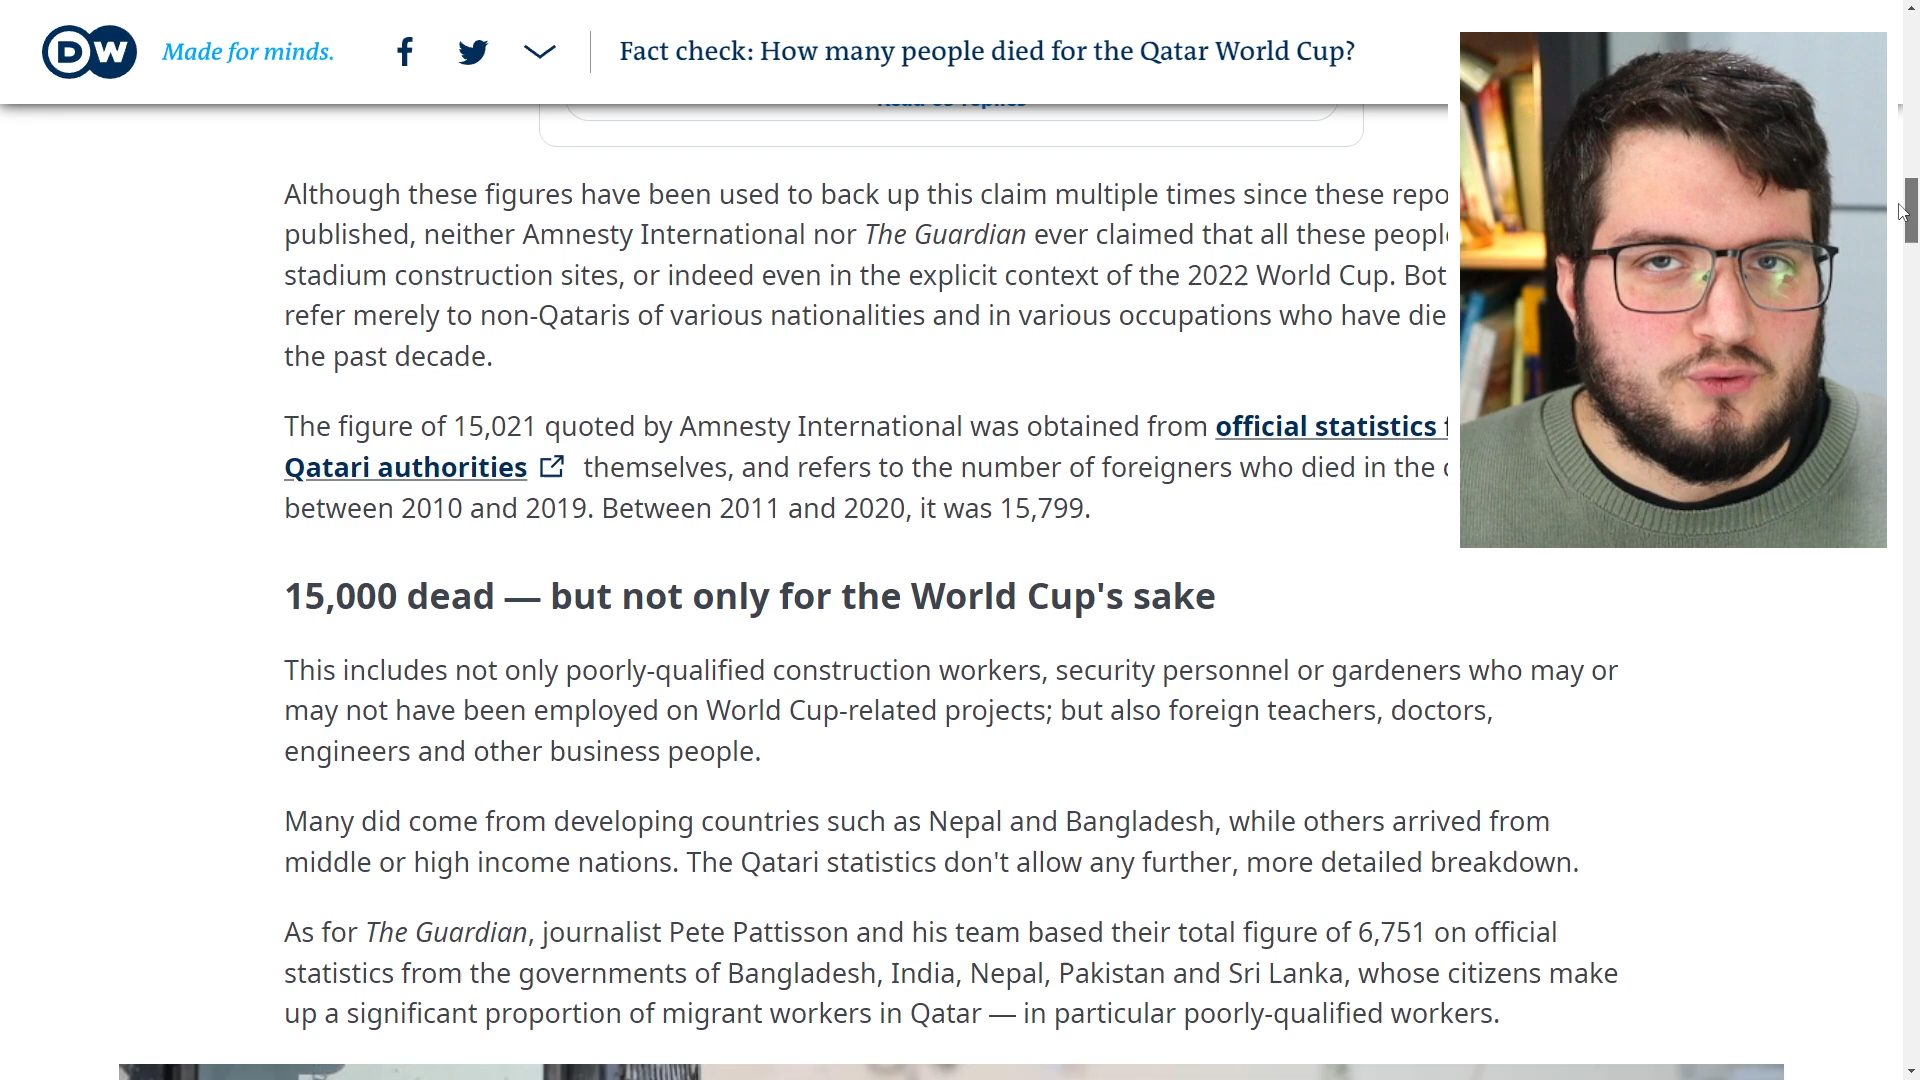 DW Made for minds. Fact check: How many people died for the Qatar World Cup?
Although these figures have been used to back up this claim multiple times since these repo
published, neither Amnesty International nor The Guardian ever claimed that all these people
stadium construction sites, or indeed even in the explicit context of the 2022 World Cup. Bot
refer merely to non-Qataris of various nationalities and in various occupations who have die
the past decade.
The figure of 15,021 quoted by Amnesty International was obtained from official statistics
Qatari authorities themselves, and refers to the number of foreigners who died in the
between 2010 and 2019. Between 2011 and 2020, it was 15,799.
15,000 dead — but not only for the World Cup's sake
This includes not only poorly-qualified construction workers, security personnel or gardeners who may or
may not have been employed on World Cup-related projects; but also foreign teachers, doctors,
engineers and other business people.
Many did come from developing countries such as Nepal and Bangladesh, while others arrived from
middle or high income nations. The Qatari statistics don't allow any further, more detailed breakdown.
As for The Guardian, journalist Pete Pattisson and his team based their total figure of 6,751 on official
statistics from the governments of Bangladesh, India, Nepal, Pakistan and Sri Lanka, whose citizens make
up a significant proportion of migrant workers in Qatar — in particular poorly-qualified workers.